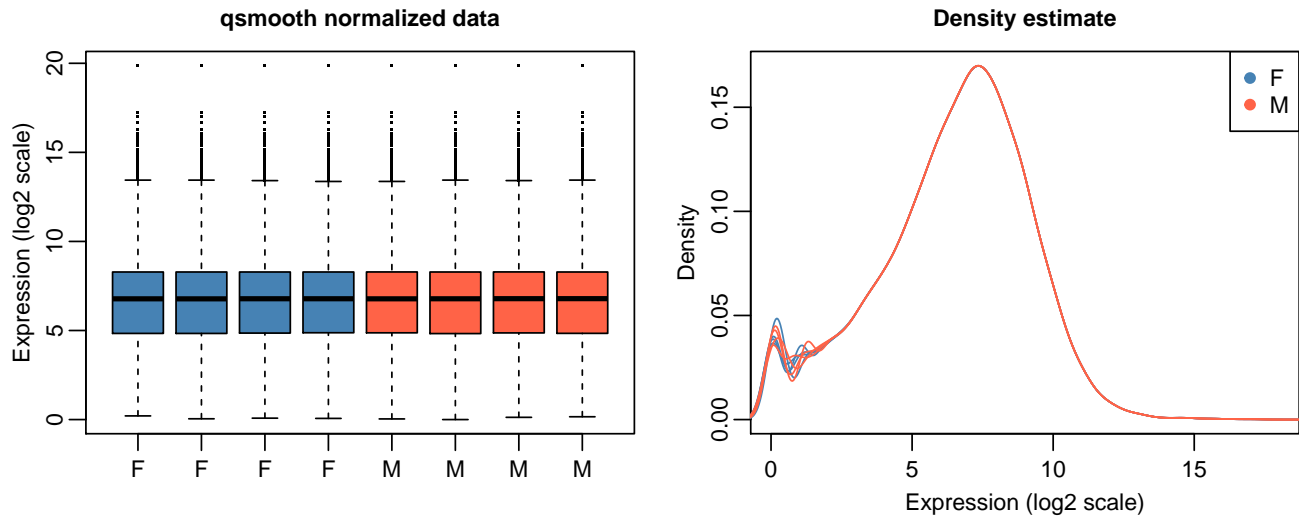 qsmooth normalized data
Expression (log2 scale)
20
15
10
5
0
F F F F M M M M
Density estimate
F
M
Density
0.15
0.10
0.05
0.00
0 5 10 15
Expression (log2 scale)